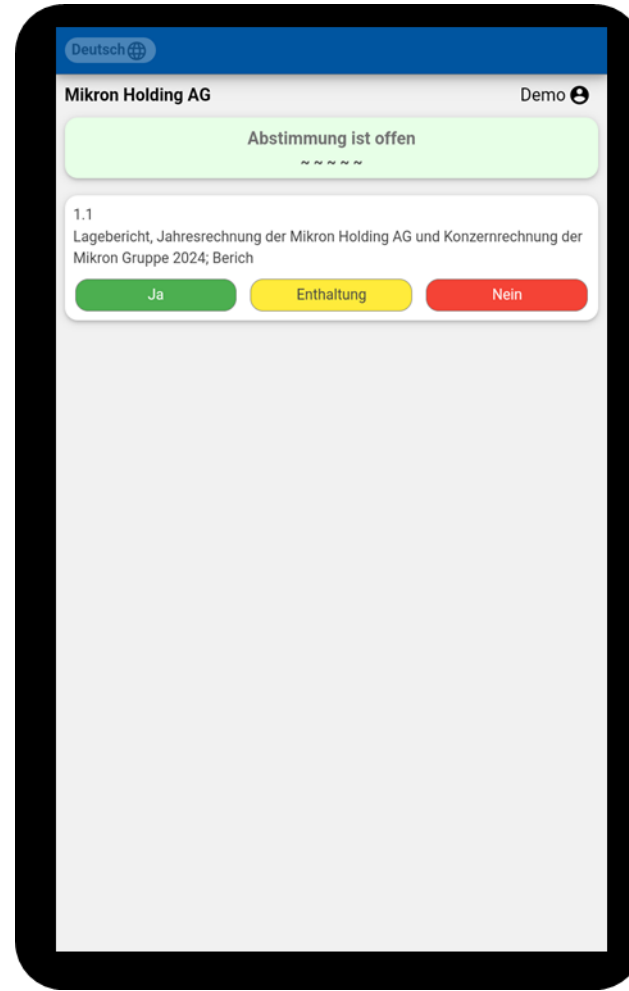 Deutsch
Mikron Holding AG
Demo
Abstimmung ist offen
~ ~ ~ ~ ~
1.1
Lagebericht, Jahresrechnung der Mikron Holding AG und Konzernrechnung der
Mikron Gruppe 2024; Berich
Ja
Enthaltung
Nein